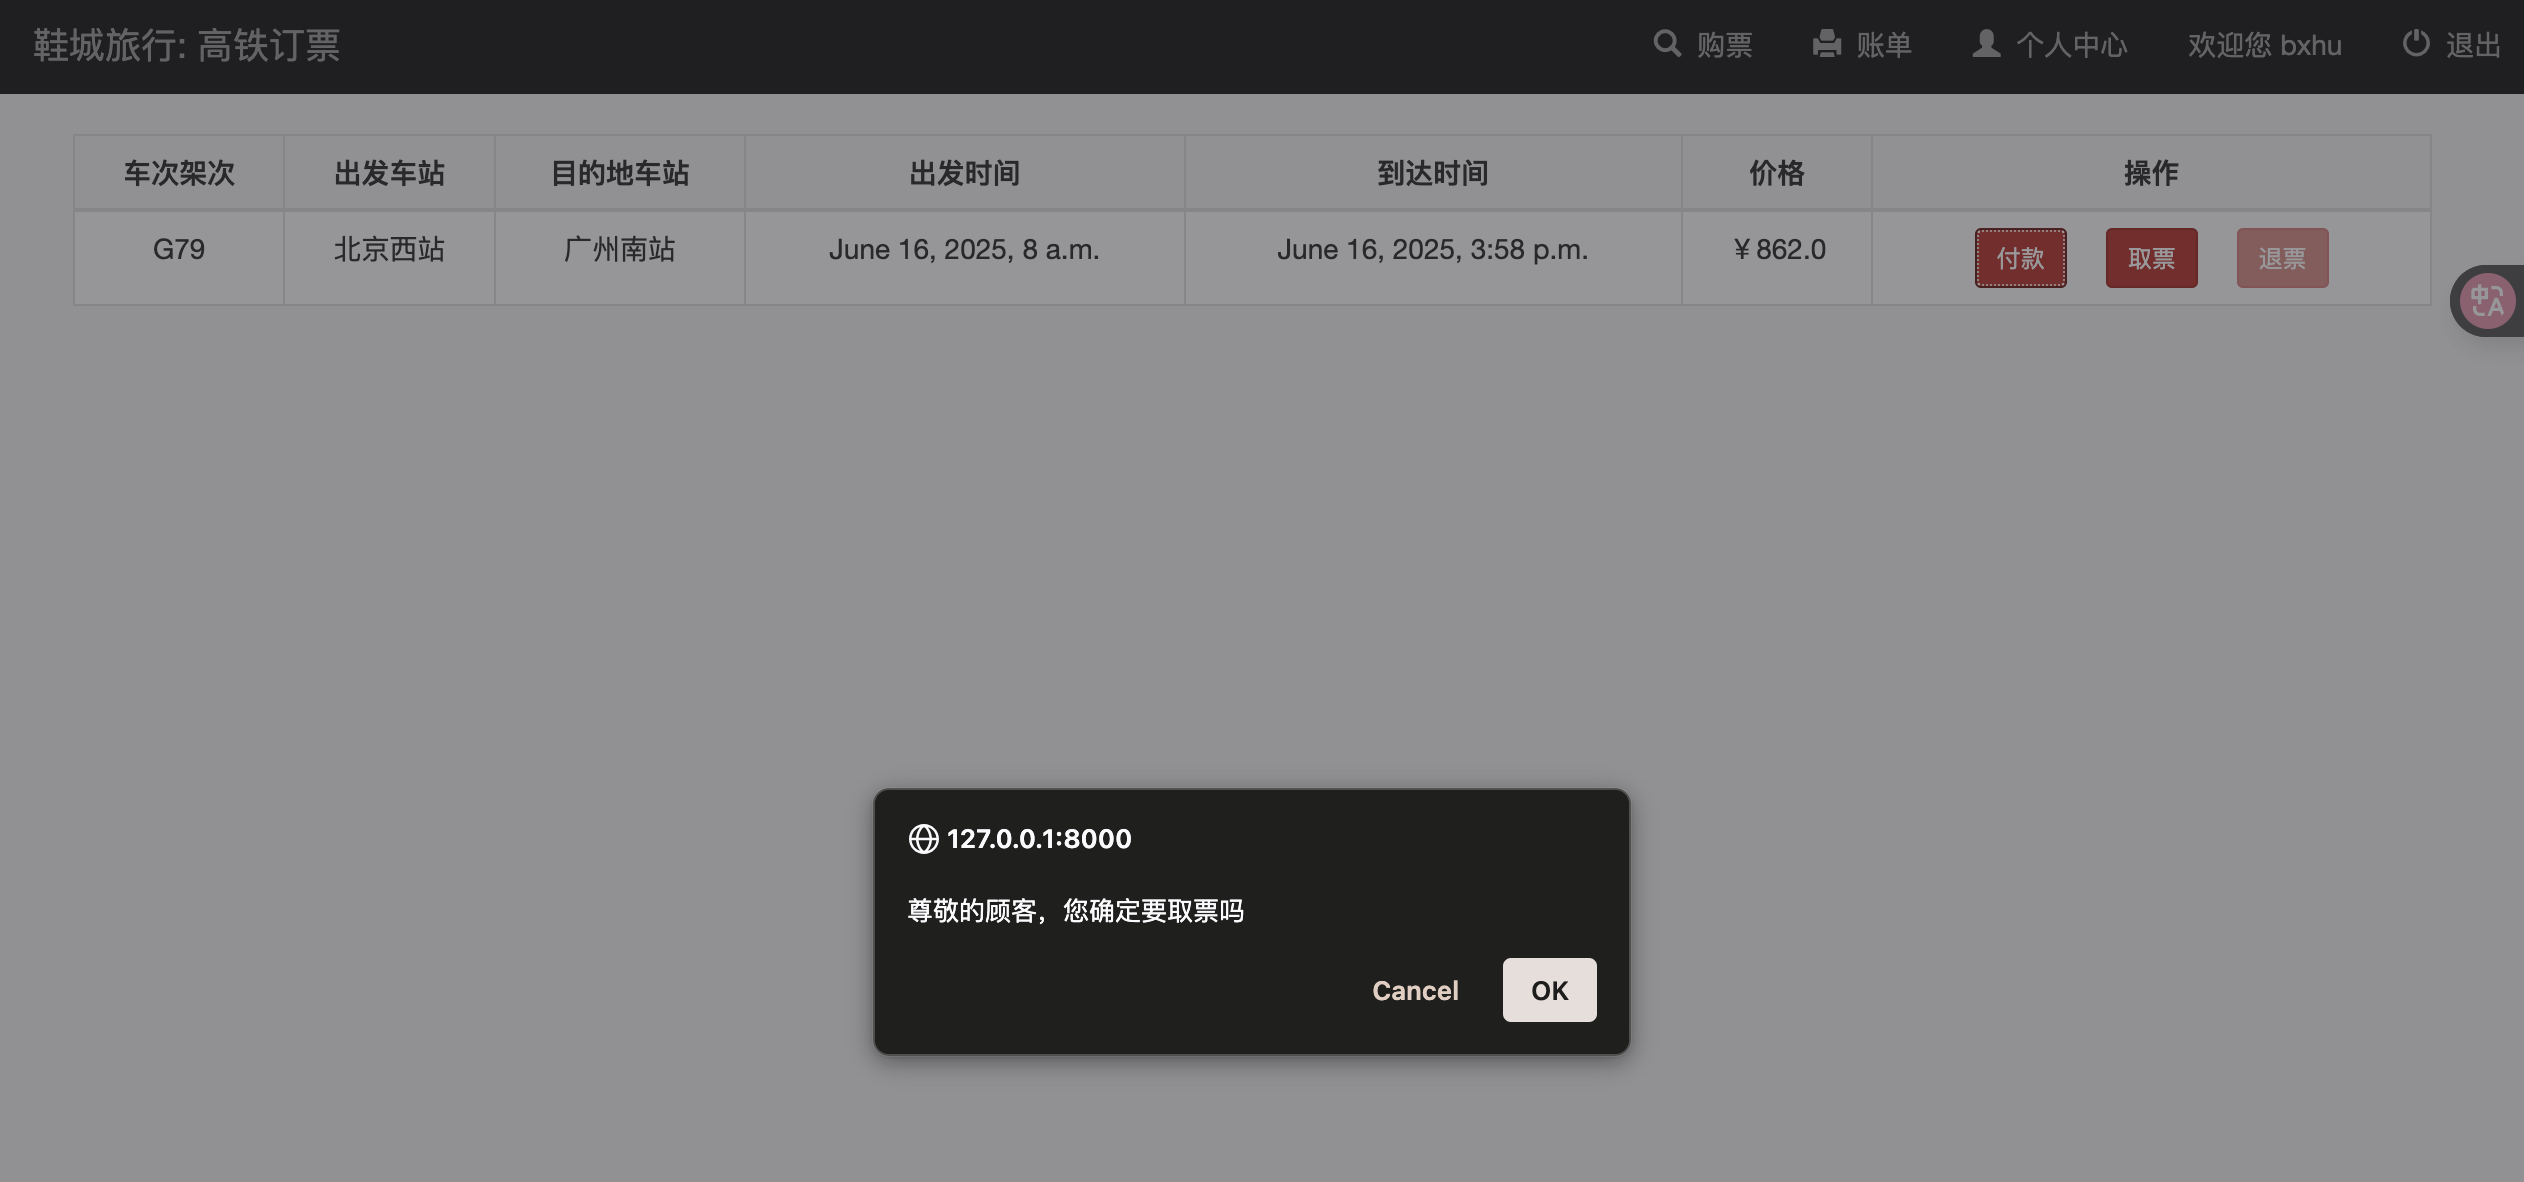 鞋城旅行: 高铁订票
购票 账单 个人中心 欢迎您 bxhu 退出
车次架次 出发车站 目的地车站 出发时间 到达时间 价格 操作
G79 北京西站 广州南站 June 16, 2025, 8 a.m. June 16, 2025, 3:58 p.m. ¥862.0 付款 取票 退票
中A
127.0.0.1:8000
尊敬的顾客，您确定要取票吗
Cancel OK